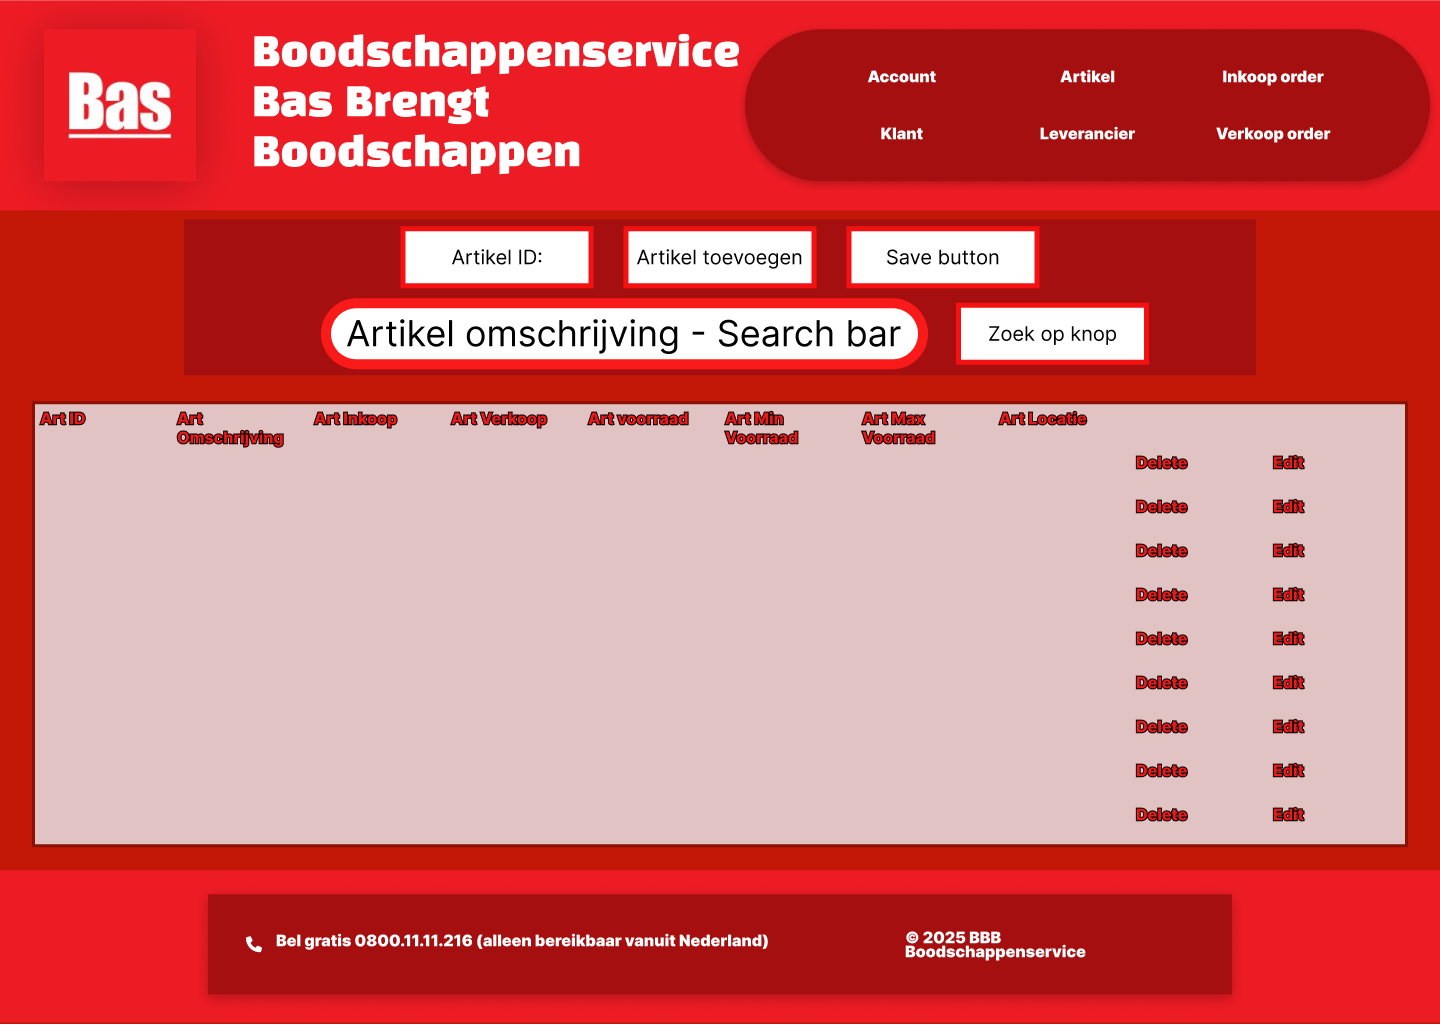 Bas
Boodschappenservice
Bas Brengt
Boodschappen
Account
Artikel
Inkoop order
Klant
Leverancier
Verkoop order
Artikel ID:
Artikel toevoegen
Save button
Artikel omschrijving - Search bar
Zoek op knop
Art ID
Art
Omschrijving
Art Inkoop
Art Verkoop
Art voorraad
Art Min
Voorraad
Art Max
Voorraad
Art Locatie
Delete
Edit
Delete
Edit
Delete
Edit
Delete
Edit
Delete
Edit
Delete
Edit
Delete
Edit
Delete
Edit
Delete
Edit
Bel gratis 0800.11.11.216 (alleen bereikbaar vanuit Nederland)
© 2025 BBB
Boodschappenservice